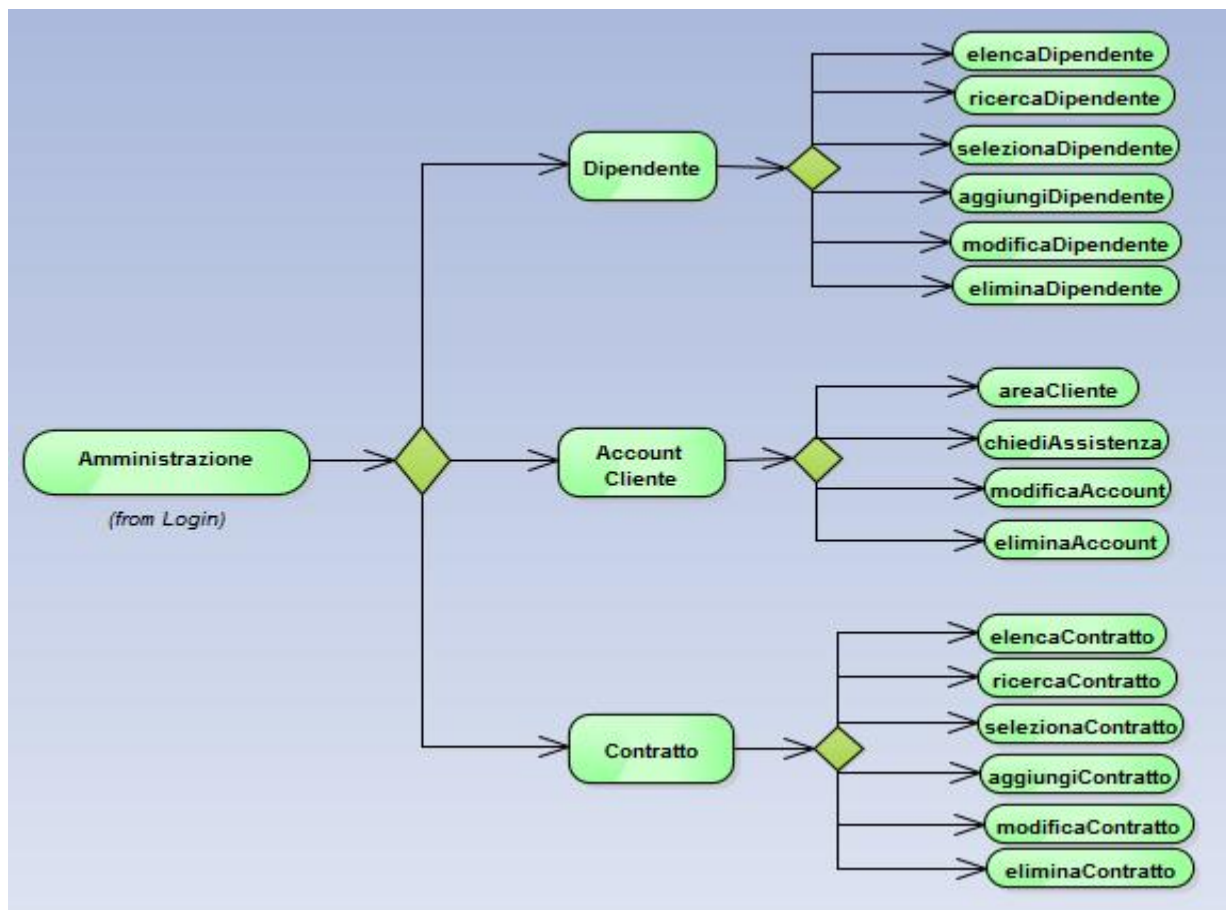 Amministrazione
(from Login)
Dipendente
elencaDipendente
ricercaDipendente
selezionaDipendente
aggiungiDipendente
modificaDipendente
eliminaDipendente
Account
Cliente
areaCliente
chiediAssistenza
modificaAccount
eliminaAccount
Contratto
elencaContratto
ricercaContratto
selezionaContratto
aggiungiContratto
modificaContratto
eliminaContratto